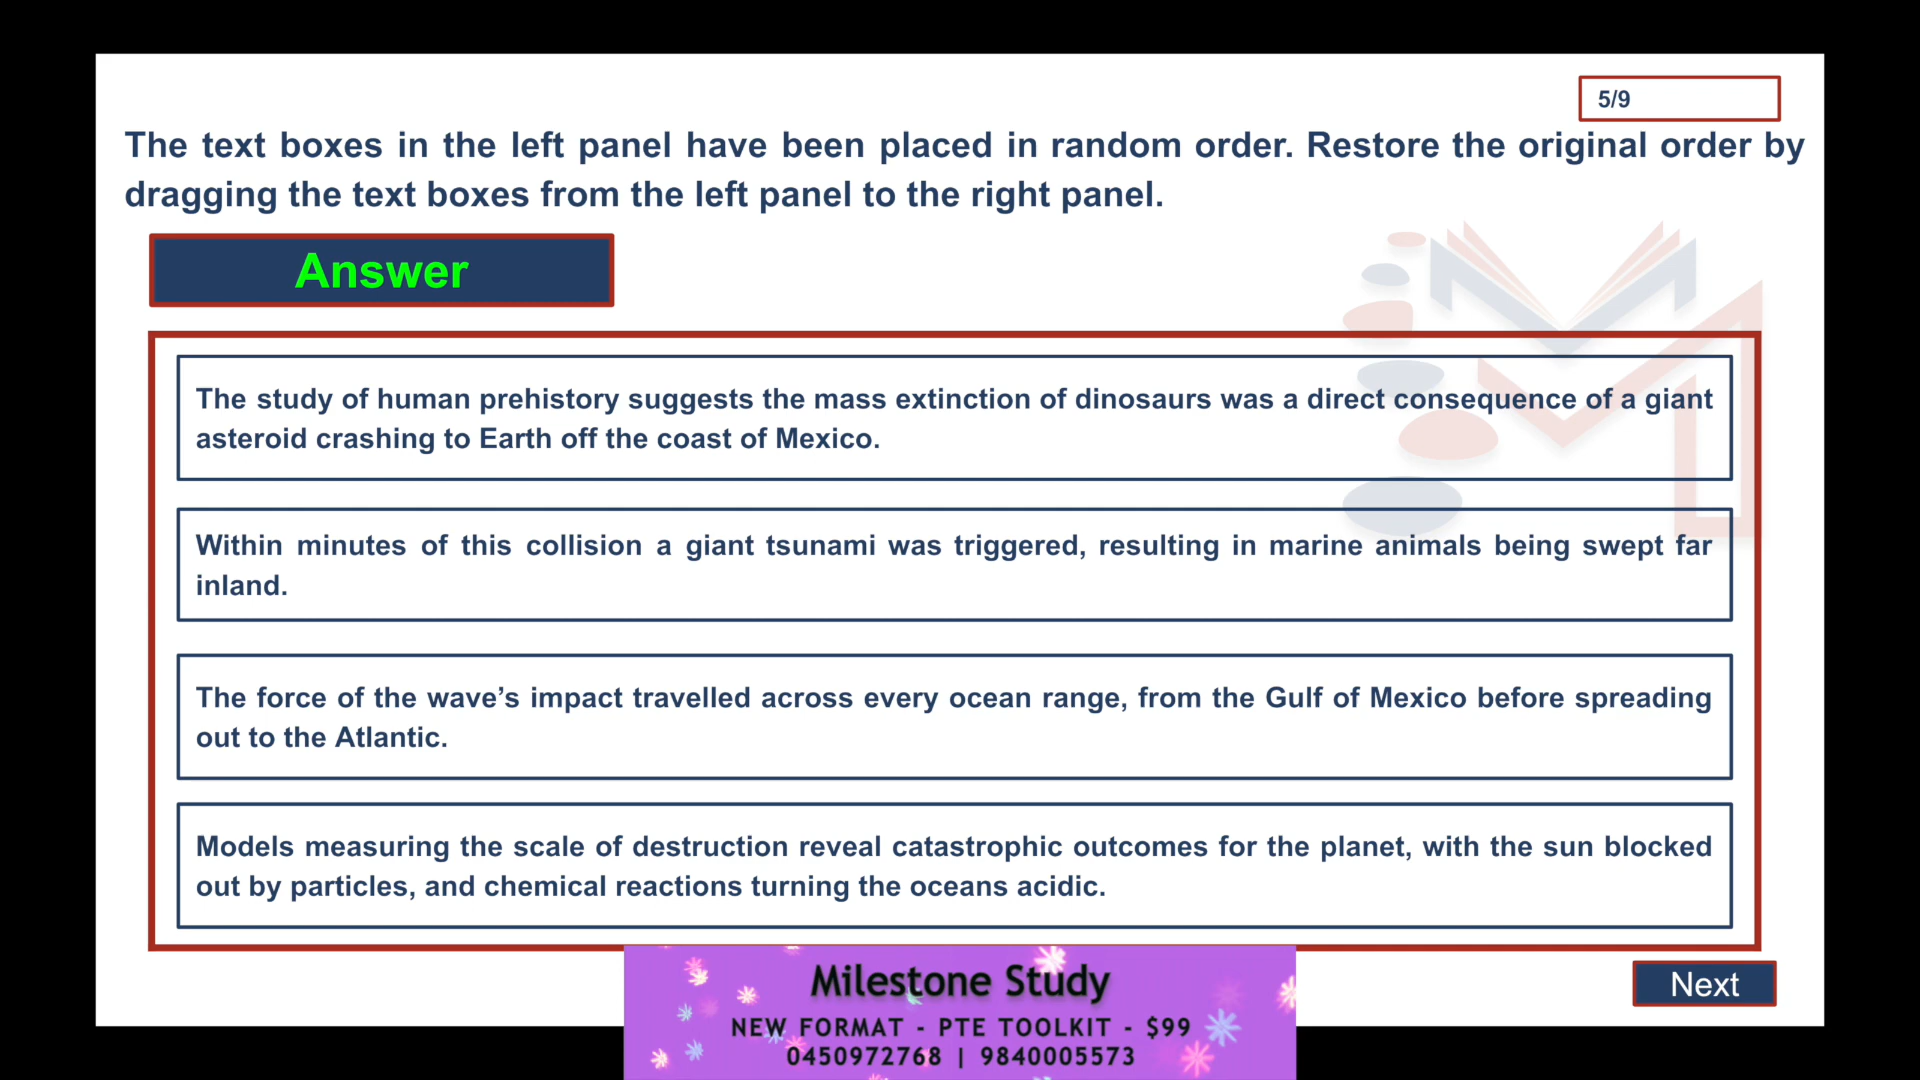 5/9
The text boxes in the left panel have been placed in random order. Restore the original order by
dragging the text boxes from the left panel to the right panel.
Answer
The study of human prehistory suggests the mass extinction of dinosaurs was a direct consequence of a giant
asteroid crashing to Earth off the coast of Mexico.
Within minutes of this collision a giant tsunami was triggered, resulting in marine animals being swept far
inland.
The force of the wave’s impact travelled across every ocean range, from the Gulf of Mexico before spreading
out to the Atlantic.
Models measuring the scale of destruction reveal catastrophic outcomes for the planet, with the sun blocked
out by particles, and chemical reactions turning the oceans acidic.
Next
Milestone Study
NEW FORMAT - PTE TOOLKIT - $99
0450972768 | 9840005573